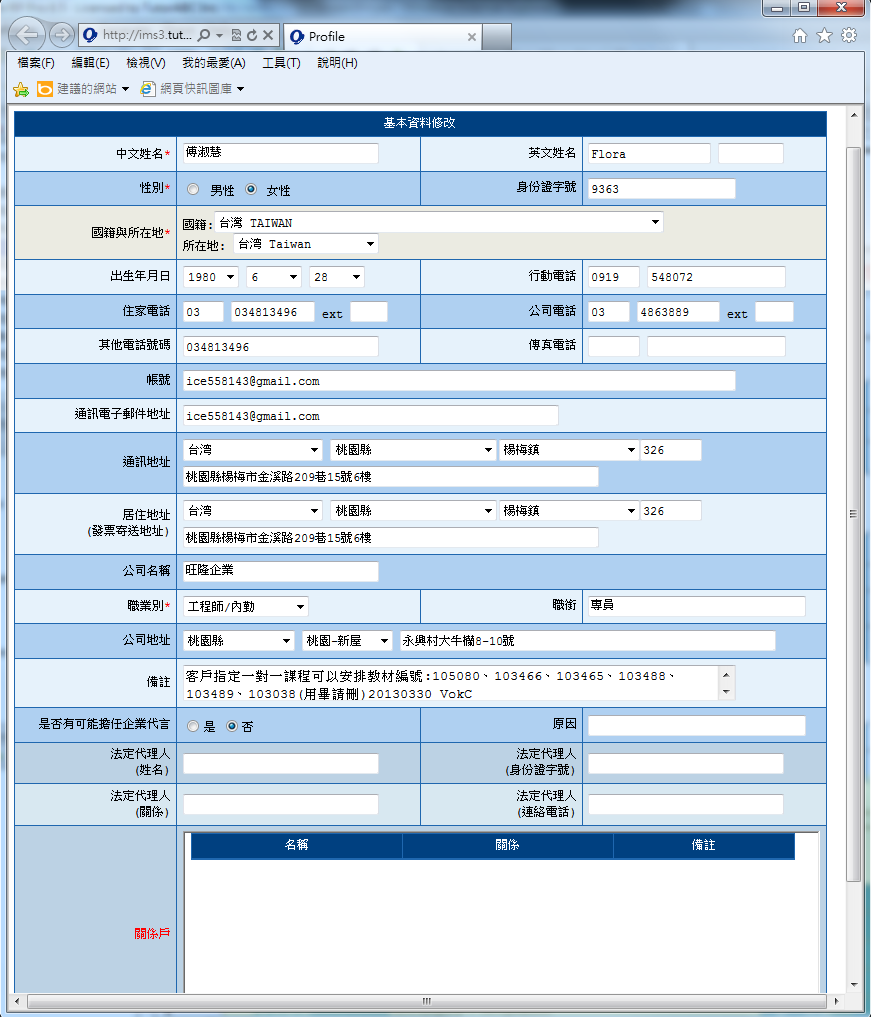 http://ims3.tut...
Profile
檔案(F) 編輯(E) 檢視(V) 我的最愛(A) 工具(T) 說明(H)
建議的網站 網頁快訊圖庫
基本資料修改
中文姓名* 傅淑慧 英文姓名 Flora
性別* 男性 女性 身份證字號 9363
國籍與所在地* 國籍: 台灣 TAIWAN
所在地: 台灣 Taiwan
出生年月日 1980 6 28 行動電話 0919 548072
住家電話 03 034813496 ext 公司電話 03 4863889 ext
其他電話號碼 034813496 傳真電話
帳號 ice558143@gmail.com
通訊電子郵件地址 ice558143@gmail.com
通訊地址 台灣 桃園縣 楊梅鎮 326
桃園縣楊梅市金溪路209巷15號6樓
居住地址
(發票寄送地址) 台灣 桃園縣 楊梅鎮 326
桃園縣楊梅市金溪路209巷15號6樓
公司名稱 旺隆企業
職業別* 工程師/內勤 職銜 專員
公司地址 桃園縣 桃園-新屋 永興村大牛欄8-10號
備註 客戶指定一對一課程可以安排教材編號:105080、103466、103465、103488、
103489、103038(用畢請刪)20130330 VokC
是否有可能擔任企業代言 是 否 原因
法定代理人
(姓名)
法定代理人
(身份證字號)
法定代理人
(關係)
法定代理人
(連絡電話)
名稱 關係 備註
關係戶